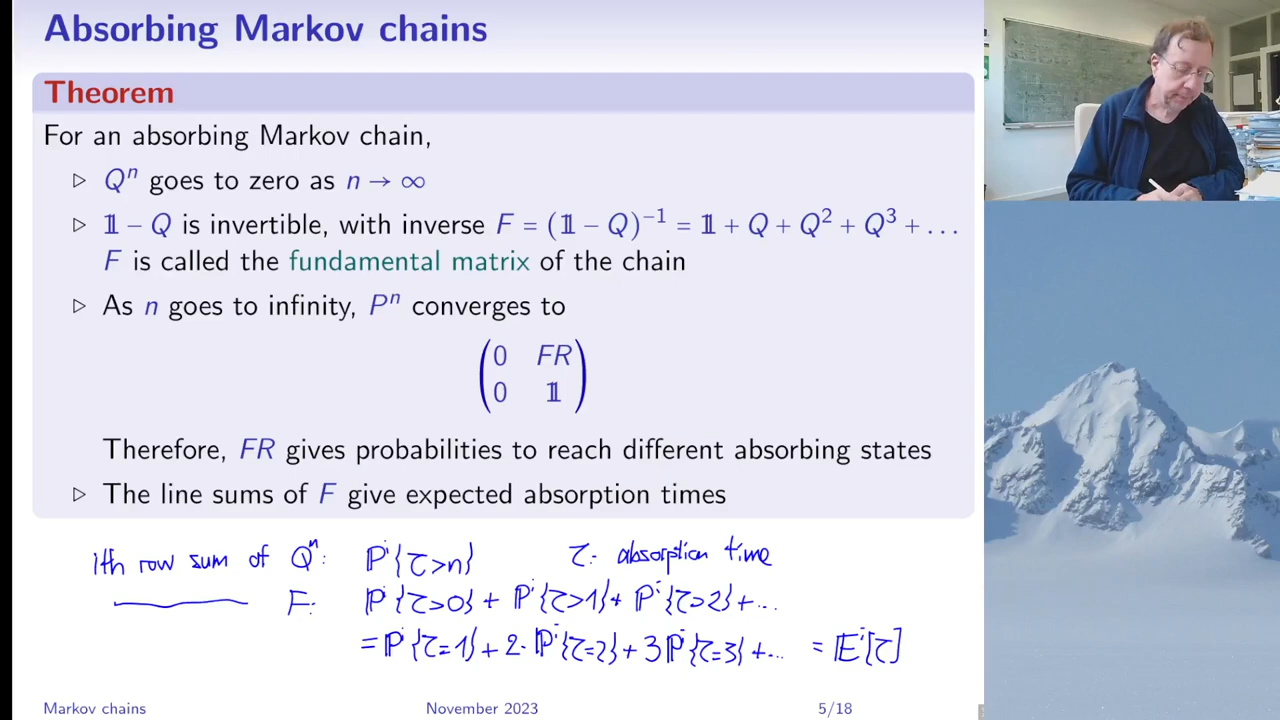 Absorbing Markov chains
Theorem
For an absorbing Markov chain,
▷ Qⁿ goes to zero as n → ∞
▷ 𝟙 − Q is invertible, with inverse F = (𝟙 − Q)⁻¹ = 𝟙 + Q + Q² + Q³ + ...
F is called the fundamental matrix of the chain
▷ As n goes to infinity, Pⁿ converges to
(0 FR
0 𝟙)
Therefore, FR gives probabilities to reach different absorbing states
▷ The line sums of F give expected absorption times
ith row sum of Qⁿ: ℙⁱ{τ>n} τ: absorption time
F: ℙⁱ{τ>0} + ℙⁱ{τ>1} + ℙⁱ{τ>2} + ...
= ℙⁱ{τ=1} + 2·ℙⁱ{τ=2} + 3ℙⁱ{τ=3} + ... = 𝔼ⁱ[τ]
Markov chains November 2023 5/18